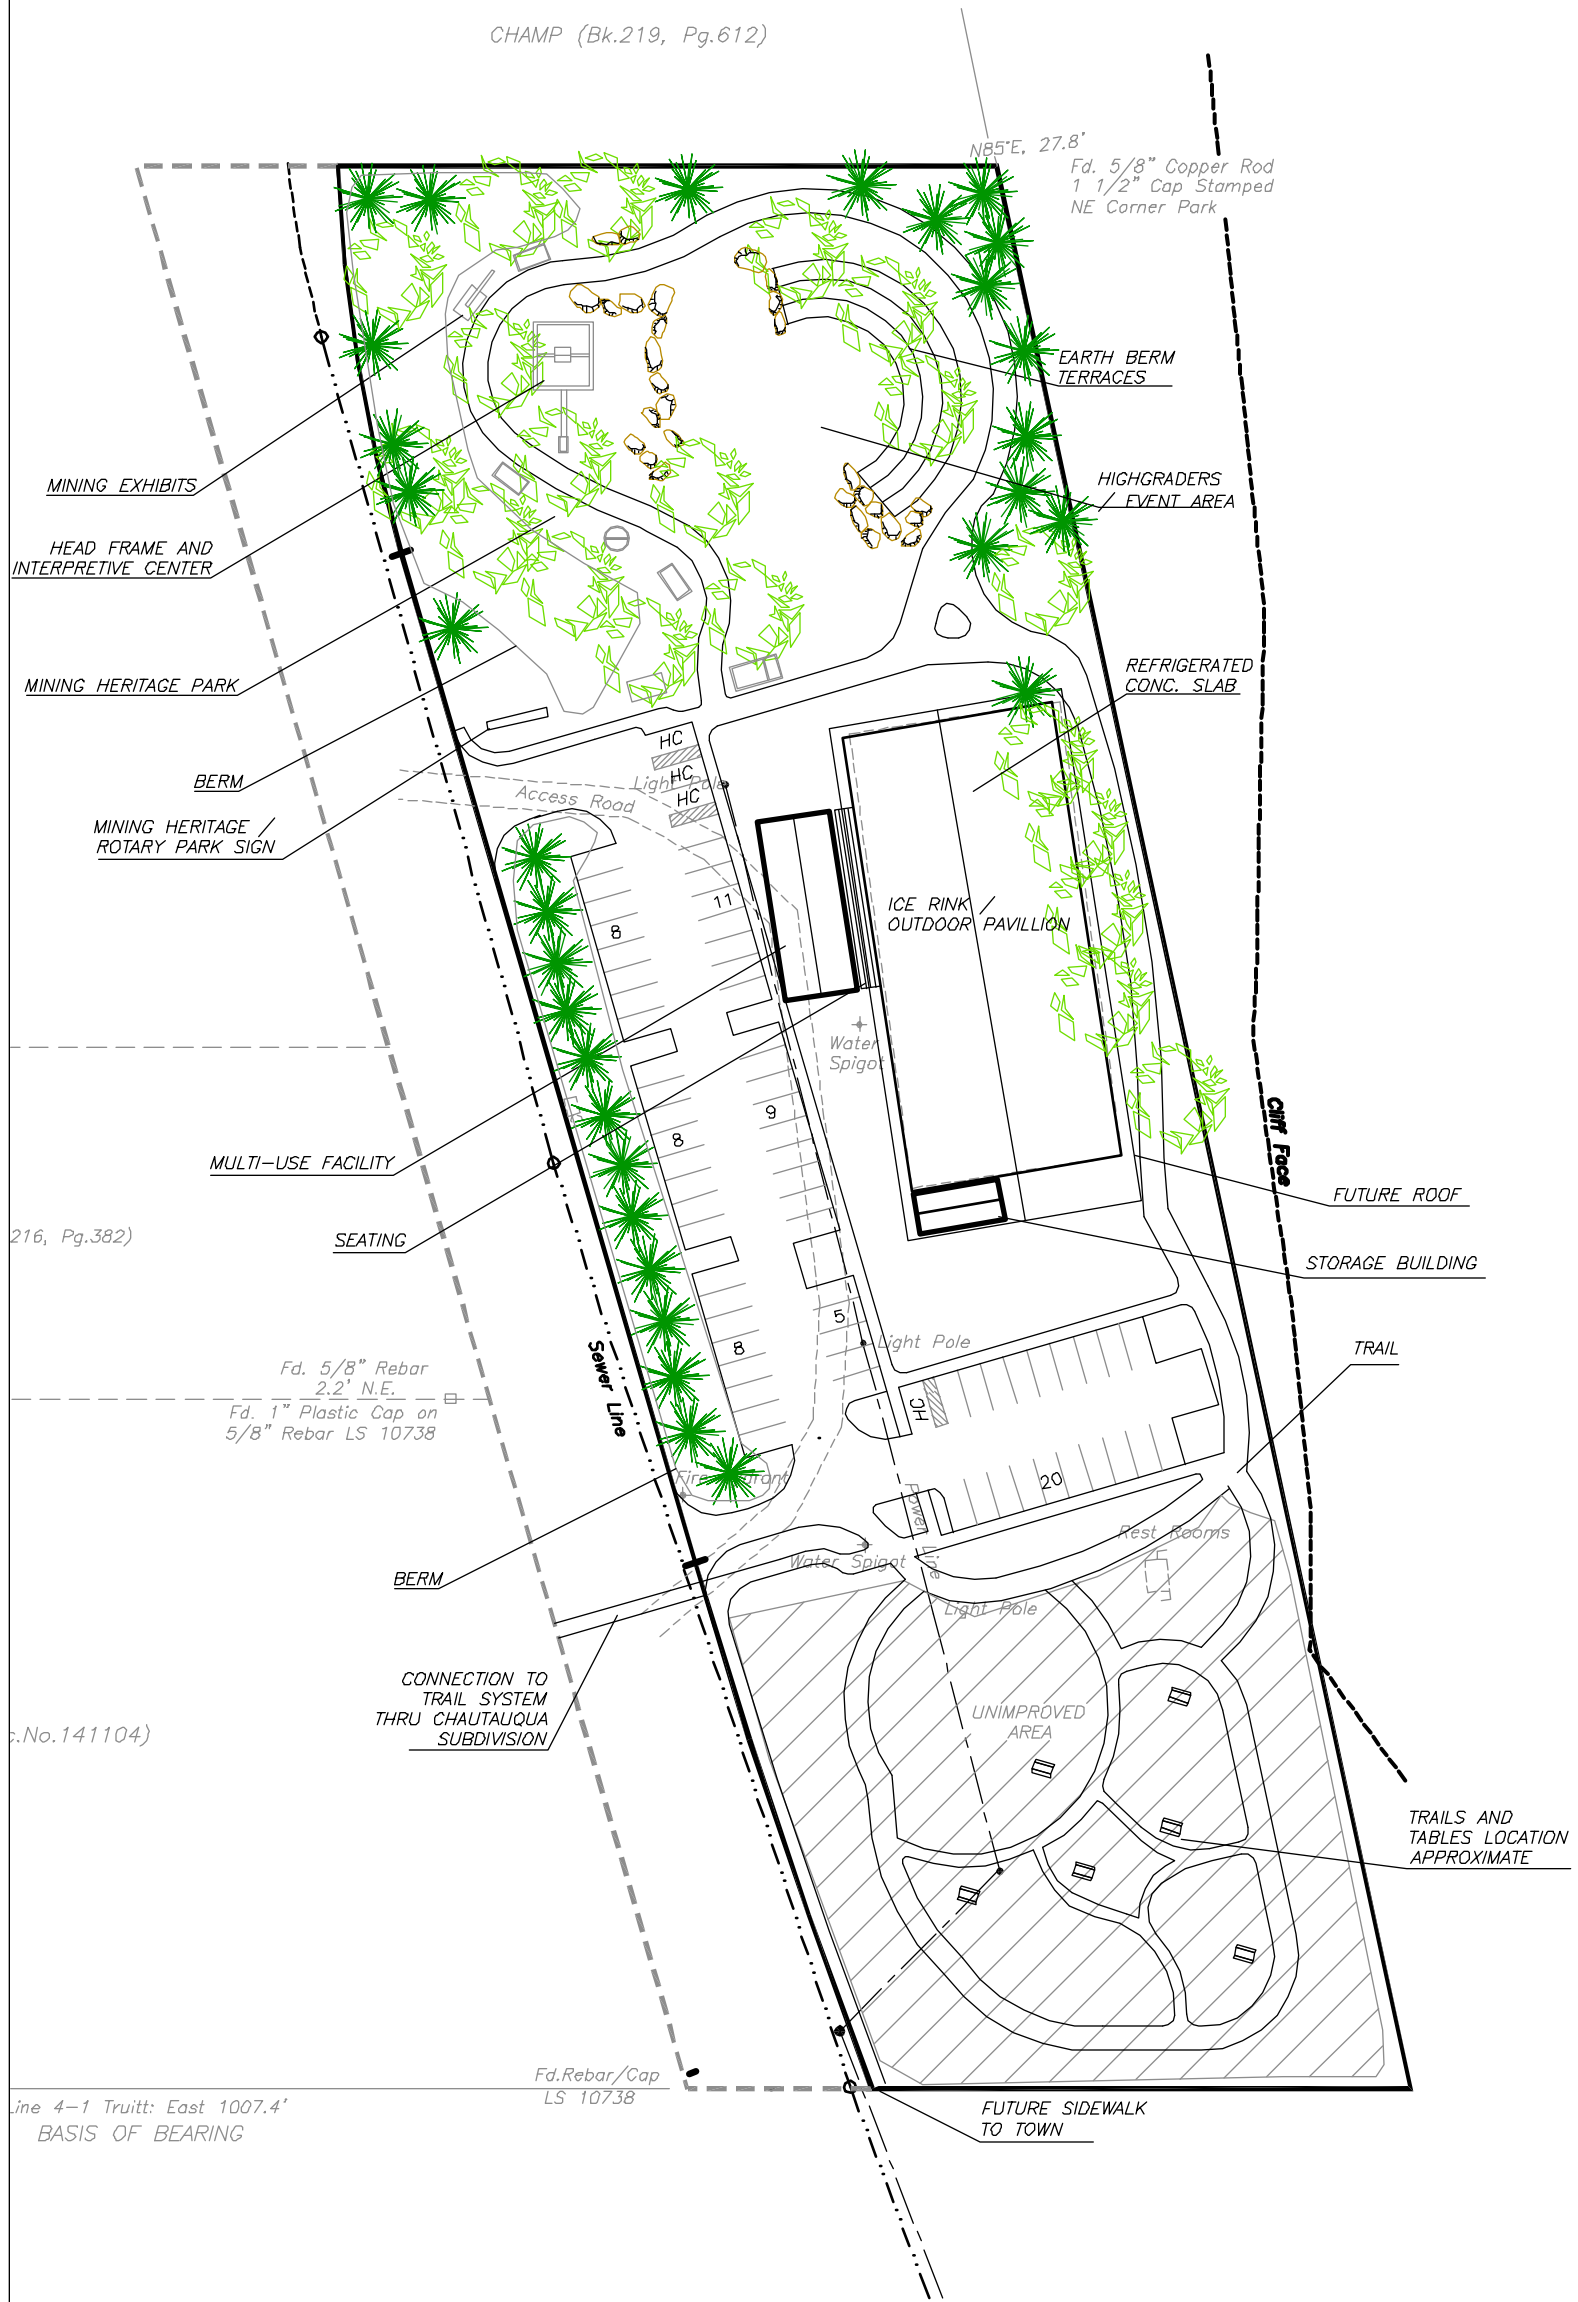 CHAMP (Bk.219, Pg.612)
N85°E, 27.8'
Fd. 5/8" Copper Rod
1 1/2" Cap Stamped
NE Corner Park
EARTH BERM
TERRACES
MINING EXHIBITS
HIGHGRADERS
/ EVENT AREA
HEAD FRAME AND
INTERPRETIVE CENTER
MINING HERITAGE PARK
REFRIGERATED
CONC. SLAB
BERM
HC
HC
HC
Light Pole
Access Road
MINING HERITAGE /
ROTARY PARK SIGN
11
8
ICE RINK /
OUTDOOR PAVILLION
Water
Spigot
9
8
Cliff Face
MULTI-USE FACILITY
FUTURE ROOF
216, Pg.382)
SEATING
STORAGE BUILDING
5
Light Pole
8
TRAIL
Sewer Line
Fd. 5/8" Rebar
2.2' N.E.
Fd. 1" Plastic Cap on
5/8" Rebar LS 10738
HC
20
Power Line
Rest Rooms
Water Spigot
BERM
Light Pole
CONNECTION TO
TRAIL SYSTEM
THRU CHAUTAUQUA
SUBDIVISION
UNIMPROVED
AREA
c.No.141104)
TRAILS AND
TABLES LOCATION
APPROXIMATE
Fd.Rebar/Cap
LS 10738
Line 4-1 Truitt: East 1007.4'
BASIS OF BEARING
FUTURE SIDEWALK
TO TOWN